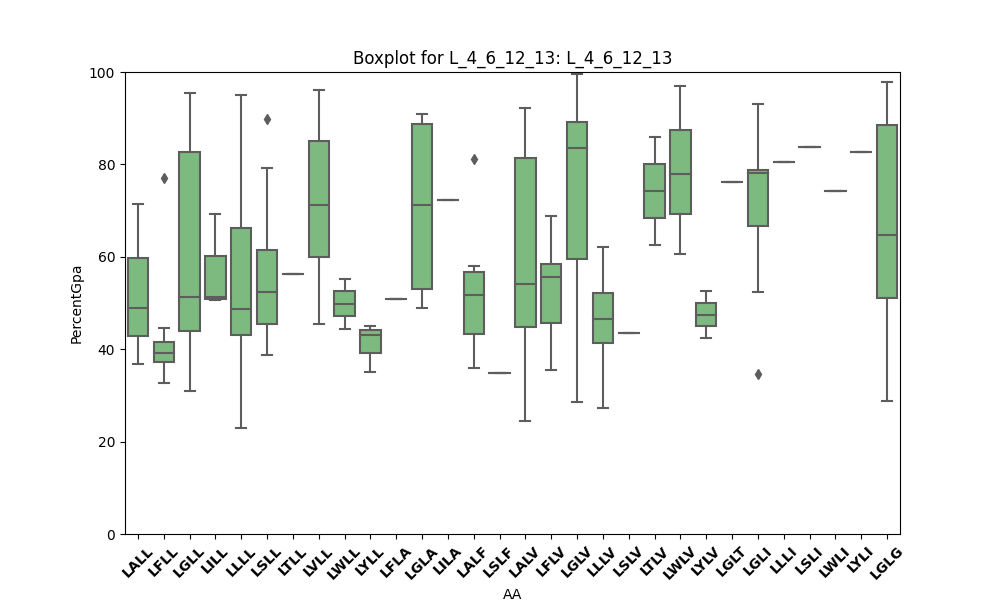 Boxplot for L_4_6_12_13: L_4_6_12_13
100
80
60
40
20
0
PercentGpa
LALL LFLL LGLL LILL LLLL LSLL LTLL LVLL LWLL LYLL LFLA LGLA LILA LALF LSLF LALV LFLV LGLV LLLV LSLV LTLV LWLV LYLV LGLT LGLI LLLI LSLI LWLI LYLI LGLG
AA